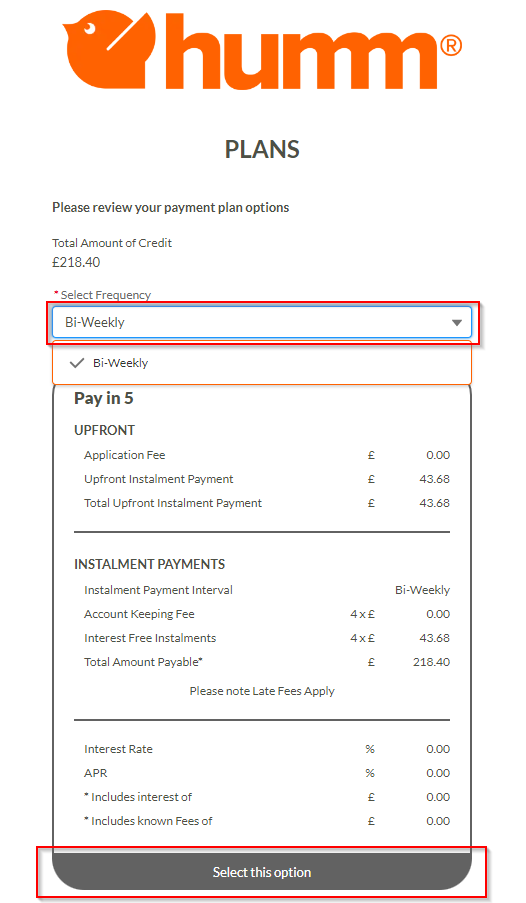 humm®
PLANS
Please review your payment plan options
Total Amount of Credit
£218.40
* Select Frequency
Bi-Weekly
Bi-Weekly
Pay in 5
UPFRONT
Application Fee £ 0.00
Upfront Instalment Payment £ 43.68
Total Upfront Instalment Payment £ 43.68
INSTALMENT PAYMENTS
Instalment Payment Interval Bi-Weekly
Account Keeping Fee 4 x £ 0.00
Interest Free Instalments 4 x £ 43.68
Total Amount Payable* £ 218.40
Please note Late Fees Apply
Interest Rate % 0.00
APR % 0.00
* Includes interest of £ 0.00
* Includes known Fees of £ 0.00
Select this option